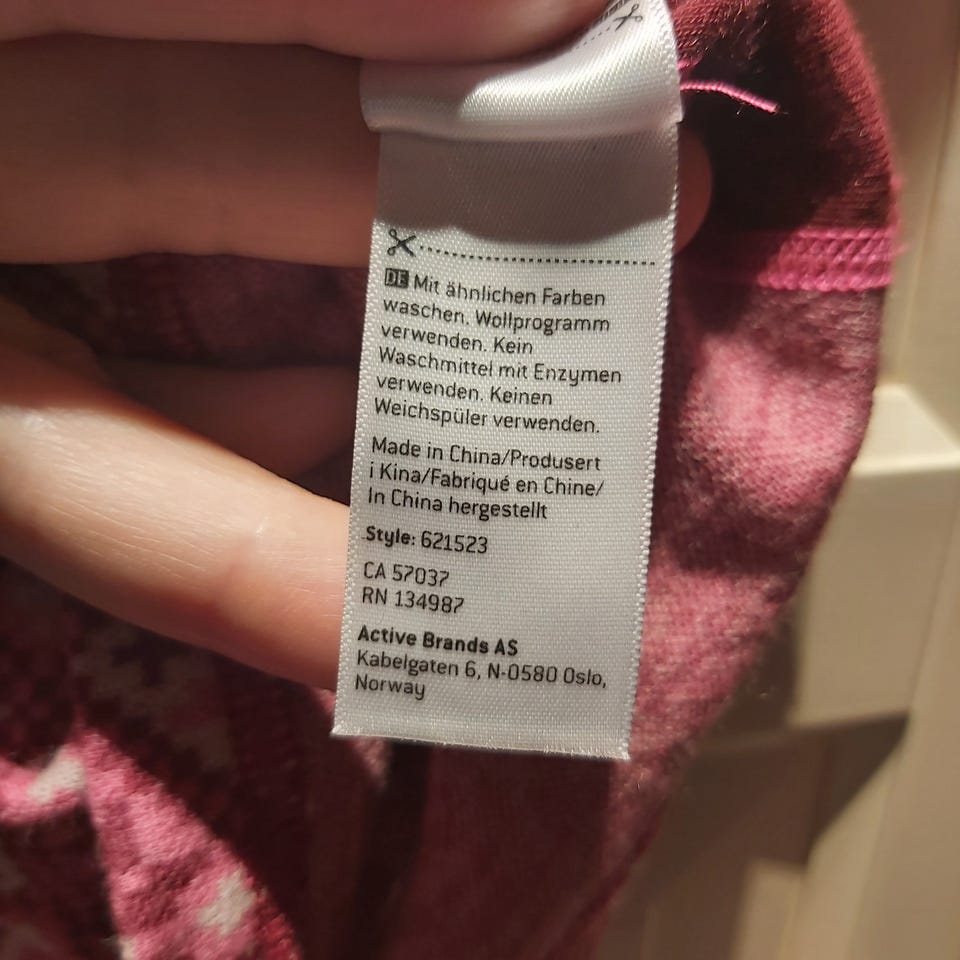 DE Mit ähnlichen Farben
waschen. Wollprogramm
verwenden. Kein
Waschmittel mit Enzymen
verwenden. Keinen
Weichspüler verwenden.
Made in China/Produsert
i Kina/Fabriqué en Chine/
In China hergestellt
Style: 621523
CA 57037
RN 134987
Active Brands AS
Kabelgaten 6, N-0580 Oslo,
Norway